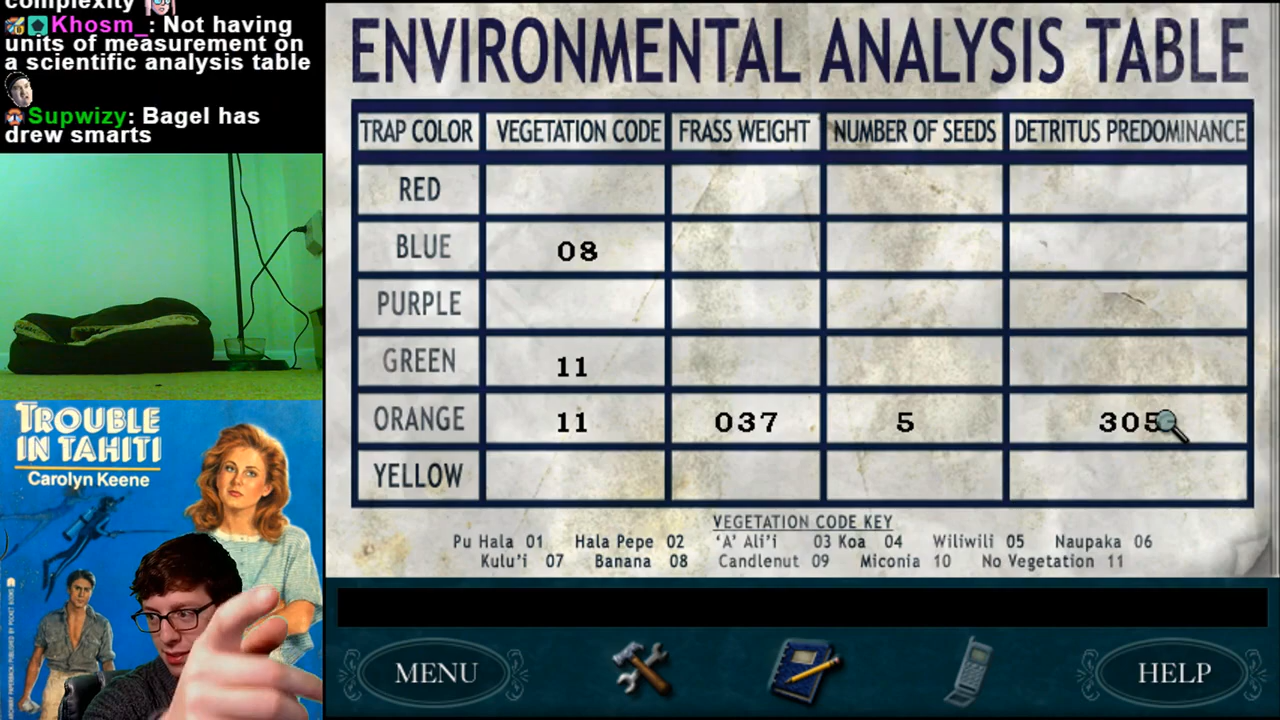 complexity
Khosm_: Not having
units of measurement on
a scientific analysis table
Supwizy: Bagel has
drew smarts
TROUBLE
IN TAHITI
Carolyn Keene
ENVIRONMENTAL ANALYSIS TABLE
TRAP COLOR VEGETATION CODE FRASS WEIGHT NUMBER OF SEEDS DETRITUS PREDOMINANCE
RED
BLUE 08
PURPLE
GREEN 11
ORANGE 11 037 5 305
YELLOW
VEGETATION CODE KEY
Pu Hala 01 Hala Pepe 02 'A' Ali'i 03 Koa 04 Wiliwili 05 Naupaka 06
Kulu'i 07 Banana 08 Candlenut 09 Miconia 10 No Vegetation 11
MENU HELP